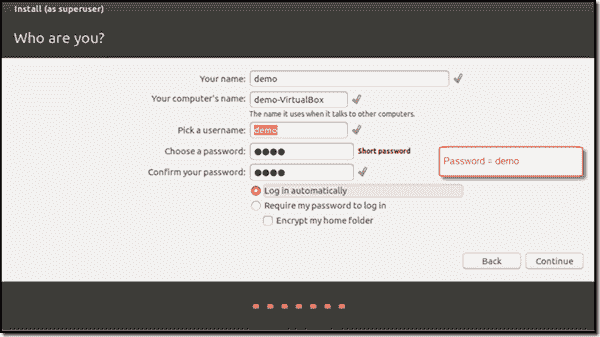 Install (as superuser)
Who are you?
Your name: demo
Your computer's name: demo-VirtualBox
The name it uses when it talks to other computers.
Pick a username: demo
Choose a password: ●●●● Short password
Password = demo
Confirm your password: ●●●●
Log in automatically
Require my password to log in
Encrypt my home folder
Back Continue